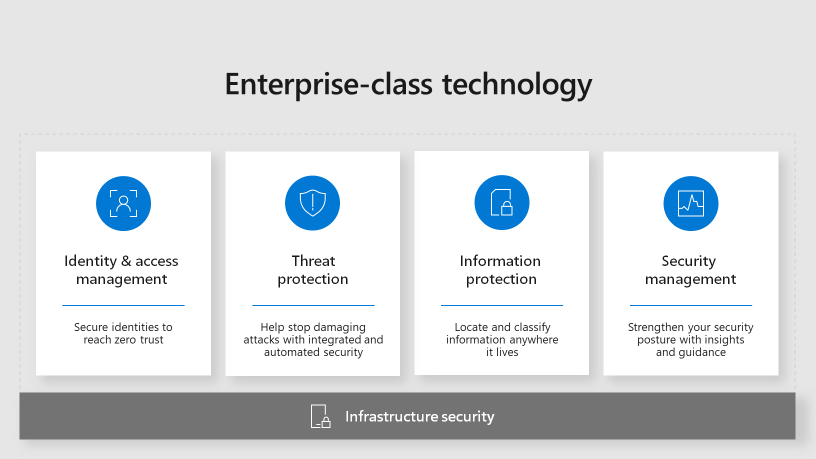 Enterprise-class technology
Identity & access
management
Secure identities to
reach zero trust
Threat
protection
Help stop damaging
attacks with integrated and
automated security
Information
protection
Locate and classify
information anywhere
it lives
Security
management
Strengthen your security
posture with insights
and guidance
Infrastructure security